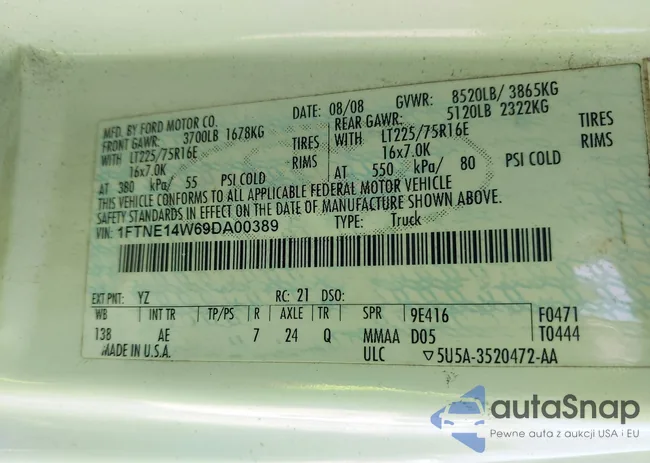 MFD. BY FORD MOTOR CO.
DATE: 08/08 GVWR: 8520LB/ 3865KG
FRONT GAWR: 3700LB 1678KG
REAR GAWR: 5120LB 2322KG
WITH LT225/75R16E TIRES
WITH LT225/75R16E TIRES
16x7.0K RIMS
16x7.0K RIMS
AT 380 kPa/ 55 PSI COLD
AT 550 kPa/ 80 PSI COLD
THIS VEHICLE CONFORMS TO ALL APPLICABLE FEDERAL MOTOR VEHICLE
SAFETY STANDARDS IN EFFECT ON THE DATE OF MANUFACTURE SHOWN ABOVE.
VIN: 1FTNE14W69DA00389 TYPE: Truck
EXT PNT: YZ RC: 21 DSO:
WB INT TR TP/PS R AXLE TR SPR 9E416 F0471
138 AE 7 24 Q MMAA D05 T0444
MADE IN U.S.A. ULC ▽5U5A-3520472-AA
autaSnap
Pewne auta z aukcji USA i EU